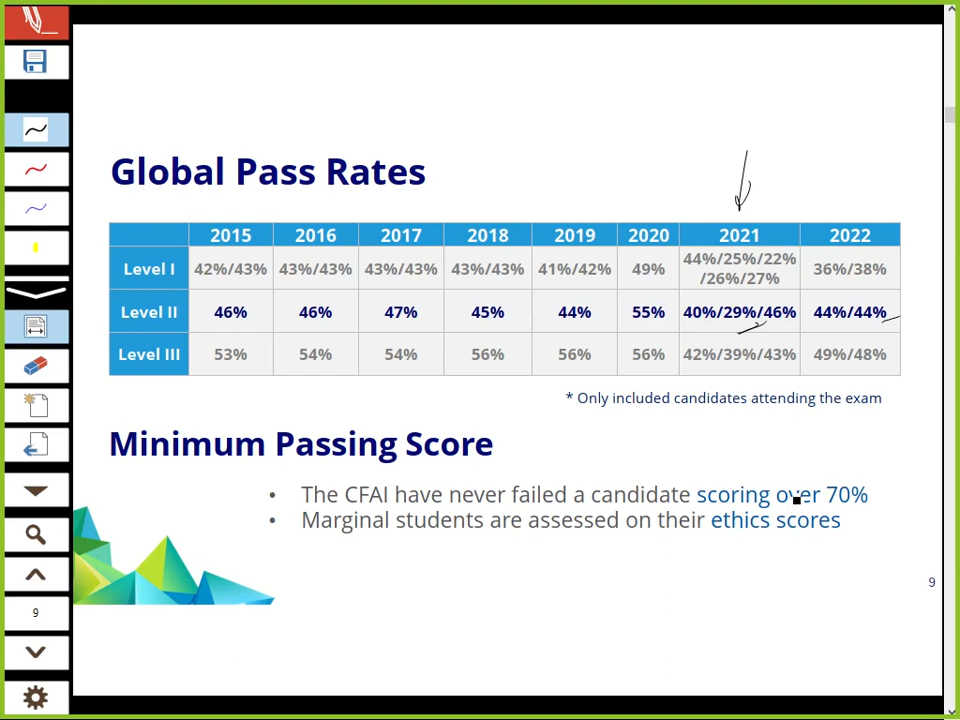 Global Pass Rates
2015 2016 2017 2018 2019 2020 2021 2022
Level I 42%/43% 43%/43% 43%/43% 43%/43% 41%/42% 49% 44%/25%/22% /26%/27% 36%/38%
Level II 46% 46% 47% 45% 44% 55% 40%/29%/46% 44%/44%
Level III 53% 54% 54% 56% 56% 56% 42%/39%/43% 49%/48%
* Only included candidates attending the exam
Minimum Passing Score
• The CFAI have never failed a candidate scoring over 70%
• Marginal students are assessed on their ethics scores
9
9